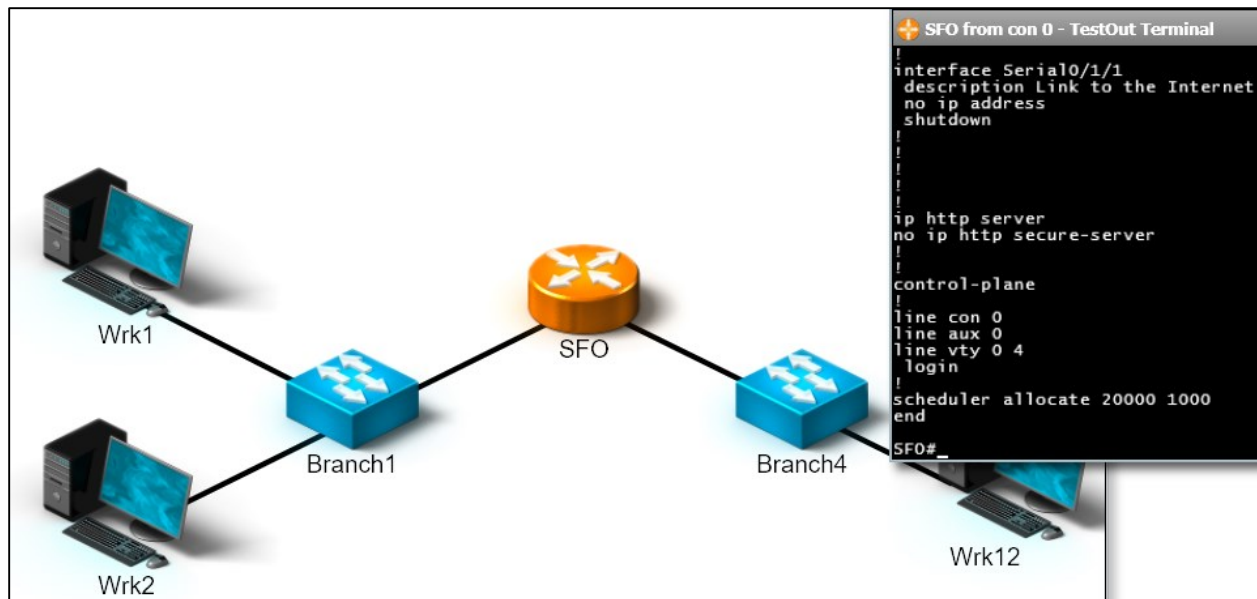 SFO from con 0 - TestOut Terminal
!
interface Serial0/1/1
description Link to the Internet
no ip address
shutdown
!
!
!
!
!
ip http server
no ip http secure-server
!
!
control-plane
!
line con 0
line aux 0
line vty 0 4
login
!
scheduler allocate 20000 1000
end
SFO#_
Wrk1
SFO
Branch1
Branch4
Wrk2
Wrk12